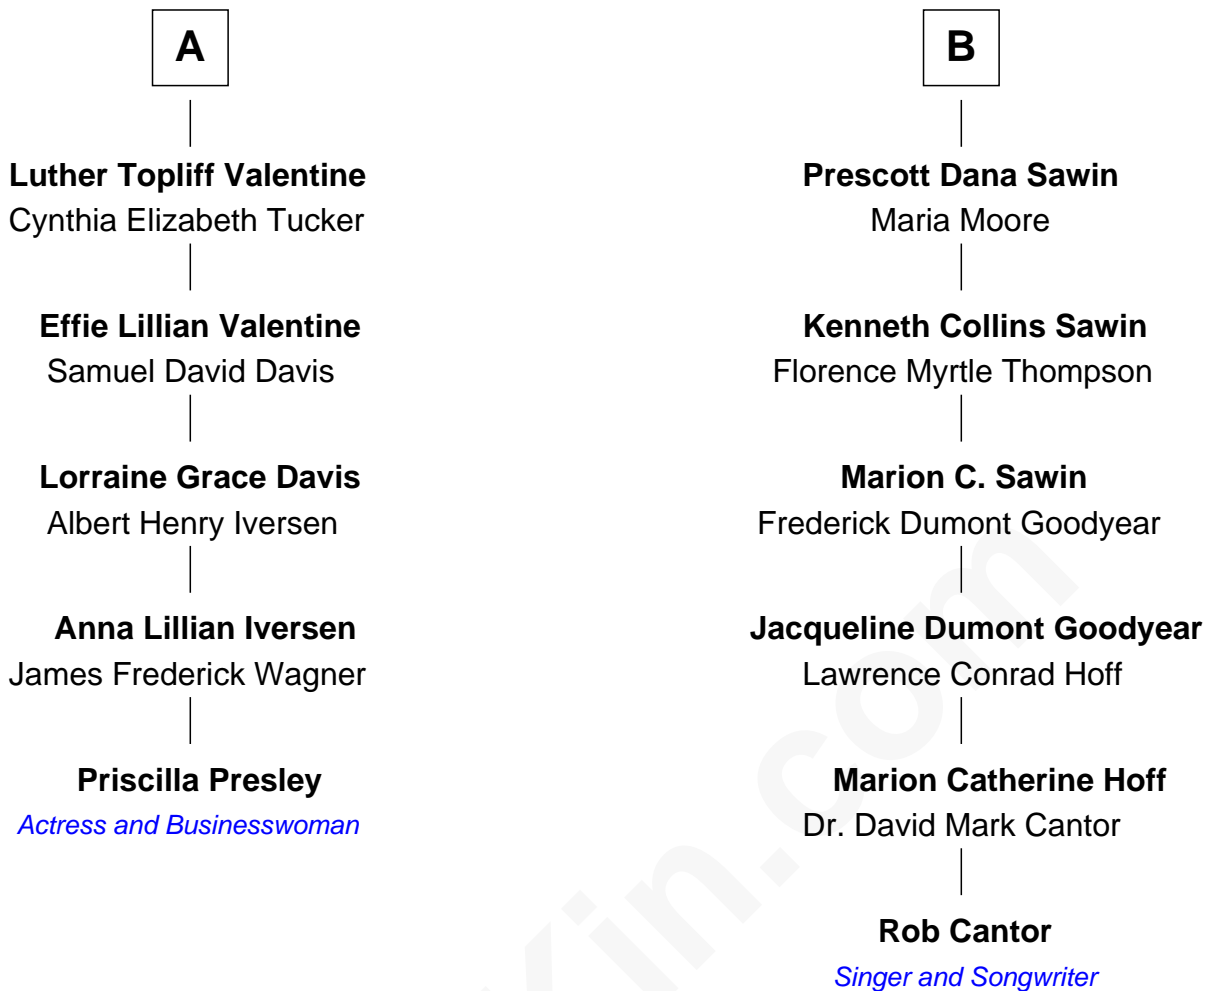 A
Luther Topliff Valentine
Cynthia Elizabeth Tucker
Effie Lillian Valentine
Samuel David Davis
Lorraine Grace Davis
Albert Henry Iversen
Anna Lillian Iversen
James Frederick Wagner
Priscilla Presley
Actress and Businesswoman
B
Prescott Dana Sawin
Maria Moore
Kenneth Collins Sawin
Florence Myrtle Thompson
Marion C. Sawin
Frederick Dumont Goodyear
Jacqueline Dumont Goodyear
Lawrence Conrad Hoff
Marion Catherine Hoff
Dr. David Mark Cantor
Rob Cantor
Singer and Songwriter
Kin.com